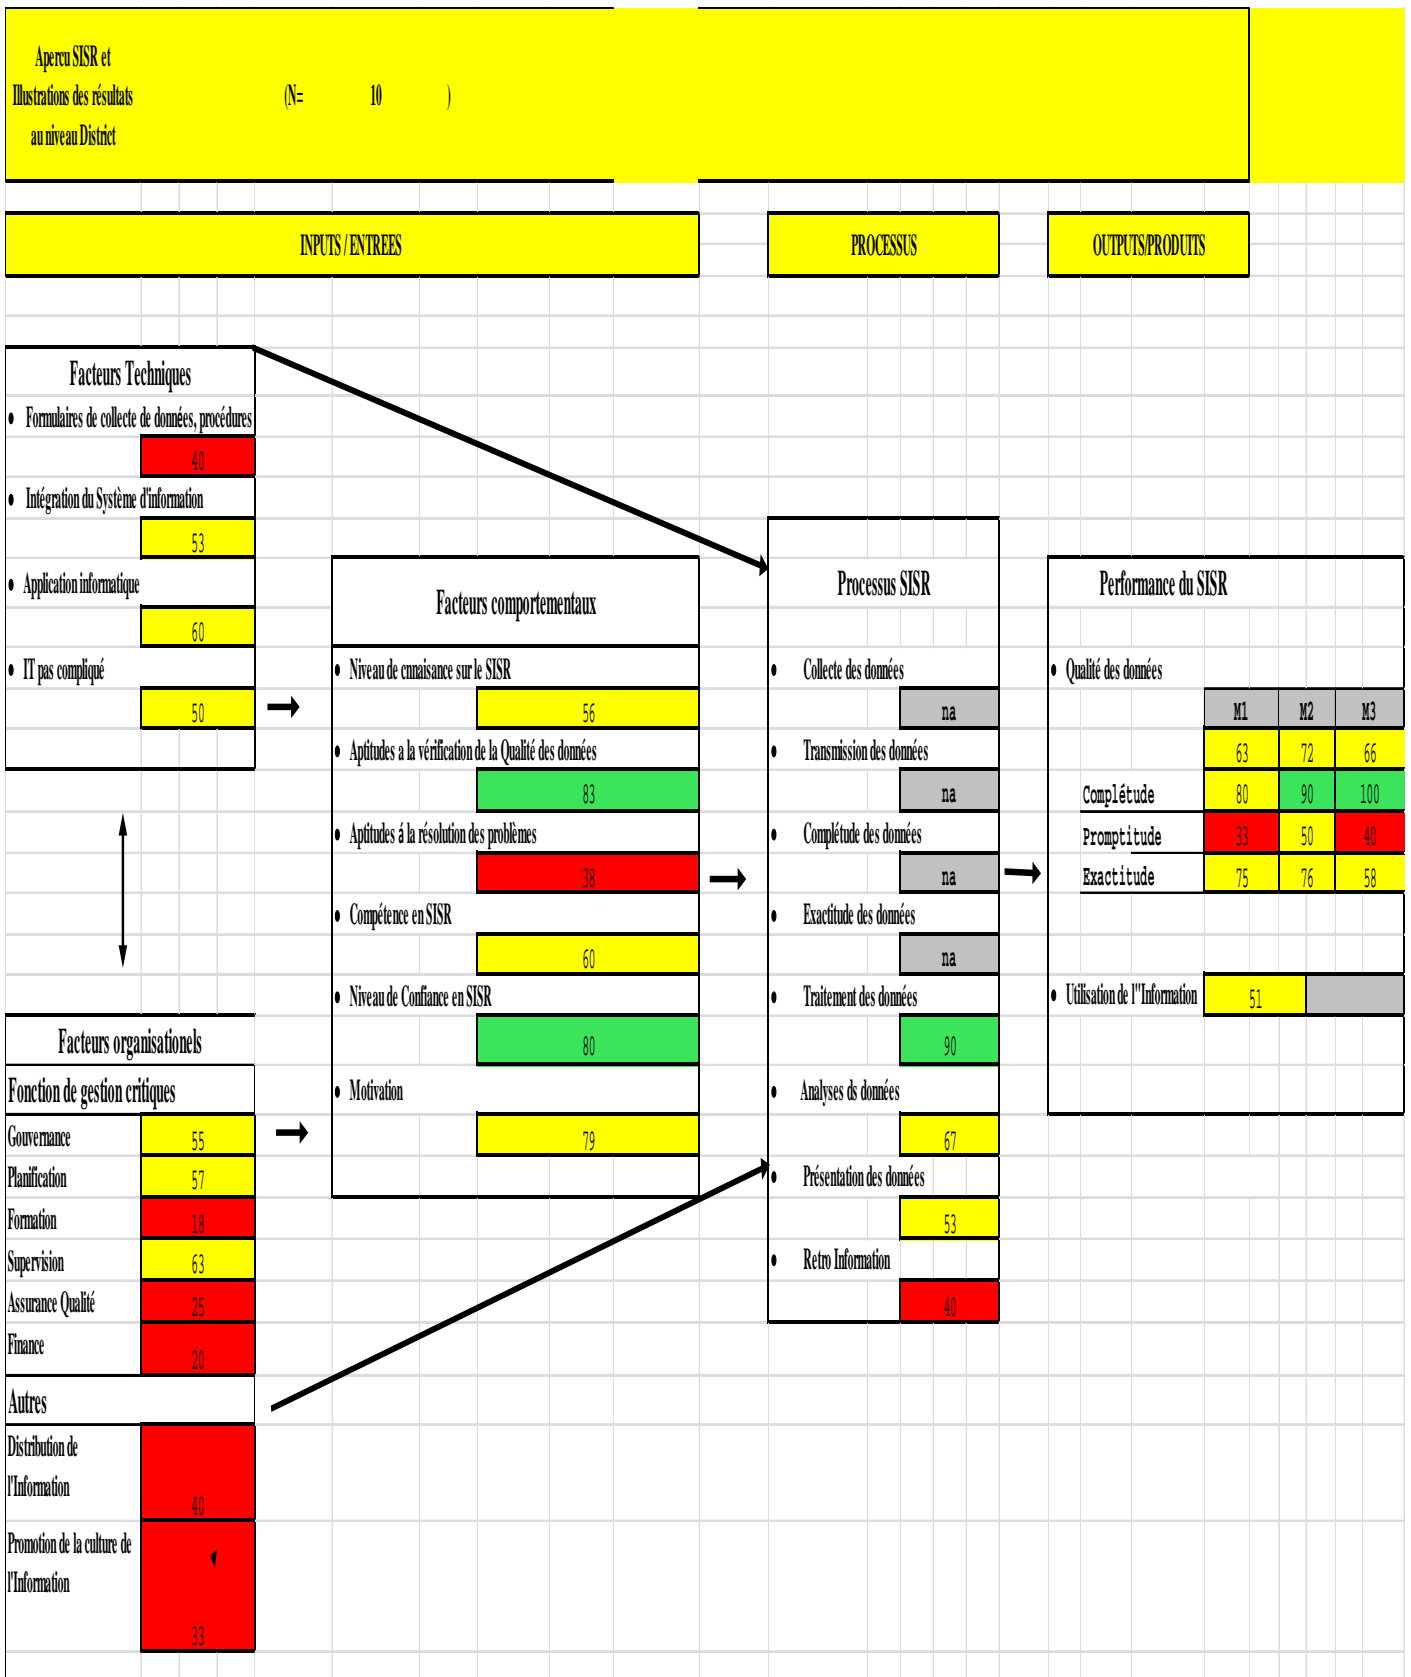 Apercu SISR et
Illustrations des résultats
au niveau District
(N= 10 )
INPUTS / ENTREES
PROCESSUS
OUTPUTS/PRODUITS
Facteurs Techniques
• Formulaires de collecte de données, procédures
40
• Intégration du Système d'information
53
• Application informatique
60
• IT pas compliqué
50
Facteurs organisationels
Fonction de gestion critiques
Gouvernance 55
Planification 57
Formation 18
Supervision 63
Assurance Qualité 25
Finance 20
Autres
Distribution de
l'Information
40
Promotion de la culture de
l'Information
33
Facteurs comportementaux
• Niveau de cnnaisance sur le SISR
56
• Aptitudes a la vérification de la Qualité des données
83
• Aptitudes á la résolution des problèmes
38
• Compétence en SISR
60
• Niveau de Confiance en SISR
80
• Motivation
79
Processus SISR
• Collecte des données
na
• Transmission des données
na
• Complétude des données
na
• Exactitude des données
na
• Traitement des données
90
• Analyses ds données
67
• Présentation des données
53
• Retro Information
40
Performance du SISR
• Qualité des données
M1 M2 M3
63 72 66
Complétude 80 90 100
Promptitude 33 50 40
Exactitude 75 76 58
• Utilisation de l"Information 51